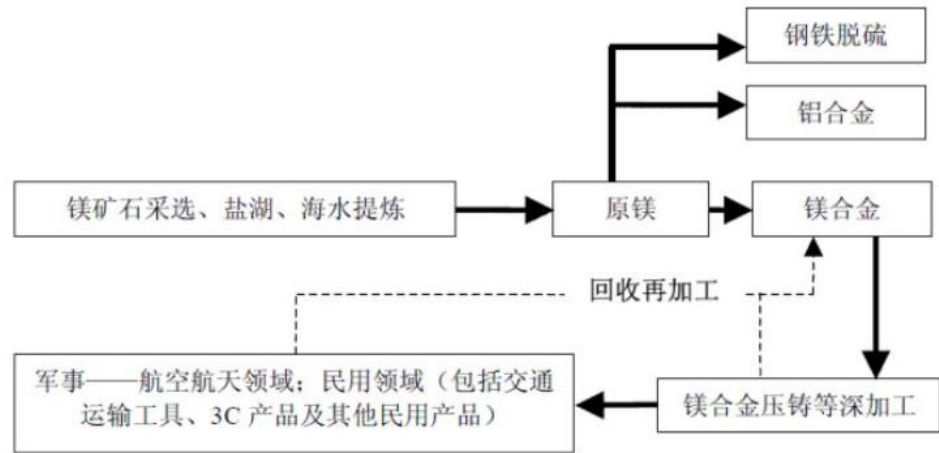 钢铁脱硫
铝合金
镁矿石采选、盐湖、海水提炼
原镁
镁合金
回收再加工
军事——航空航天领域；民用领域（包括交通
运输工具、3C 产品及其他民用产品）
镁合金压铸等深加工